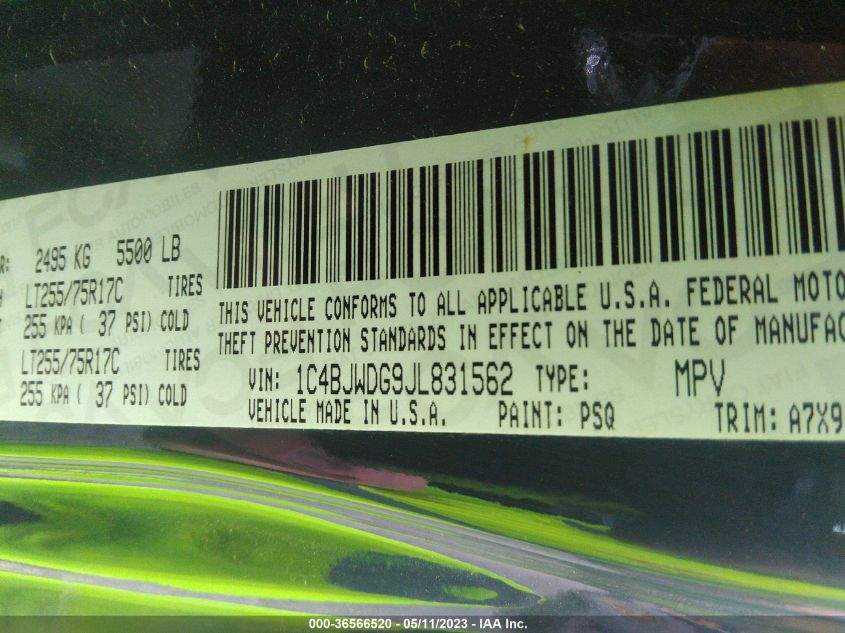 R: 2495 KG 5500 LB
LT255/75R17C TIRES
255 KPA ( 37 PSI) COLD
LT255/75R17C TIRES
255 KPA ( 37 PSI) COLD
THIS VEHICLE CONFORMS TO ALL APPLICABLE U.S.A. FEDERAL MOTO
THEFT PREVENTION STANDARDS IN EFFECT ON THE DATE OF MANUFAC
VIN: 1C4BJWDG9JL831562 TYPE: MPV
VEHICLE MADE IN U.S.A. PAINT: PSQ TRIM: A7X9
000-36566520 - 05/11/2023 - IAA Inc.